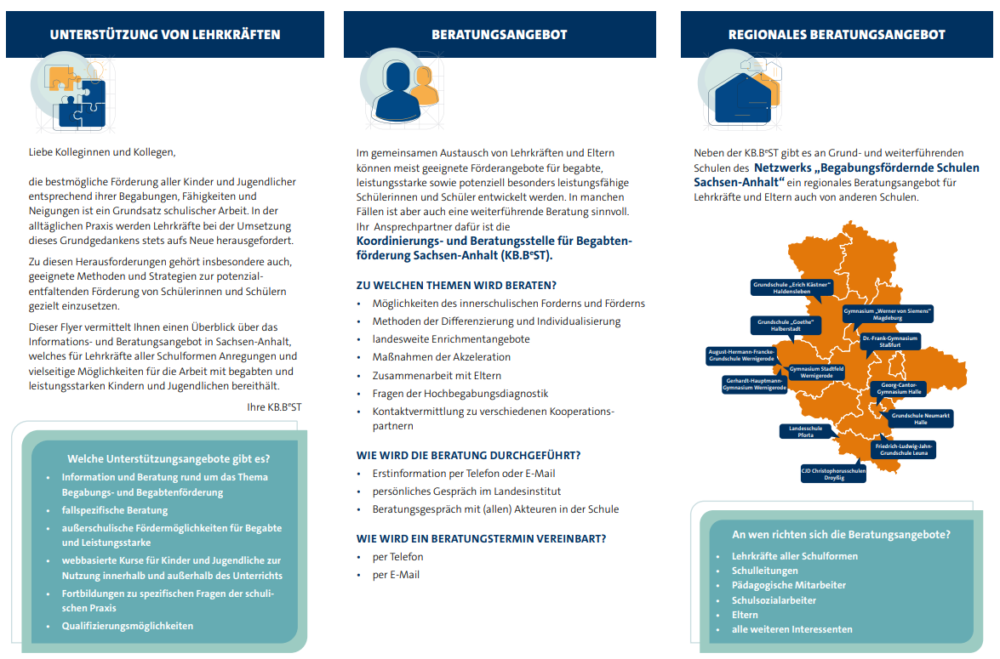 UNTERSTÜTZUNG VON LEHRKRÄFTEN
Liebe Kolleginnen und Kollegen,
die bestmögliche Förderung aller Kinder und Jugendlicher
entsprechend ihrer Begabungen, Fähigkeiten und
Neigungen ist ein Grundsatz schulischer Arbeit. In der
alltäglichen Praxis werden Lehrkräfte bei der Umsetzung
dieses Grundgedankens stets aufs Neue herausgefordert.
Zu diesen Herausforderungen gehört insbesondere auch,
geeignete Methoden und Strategien zur potenzial-
entfaltenden Förderung von Schülerinnen und Schülern
gezielt einzusetzen.
Dieser Flyer vermittelt Ihnen einen Überblick über das
Informations- und Beratungsangebot in Sachsen-Anhalt,
welches für Lehrkräfte aller Schulformen Anregungen und
vielseitige Möglichkeiten für die Arbeit mit begabten und
leistungsstarken Kindern und Jugendlichen bereithält.
Ihre KB.BᵉST
Welche Unterstützungsangebote gibt es?
• Information und Beratung rund um das Thema
Begabungs- und Begabtenförderung
• fallspezifische Beratung
• außerschulische Fördermöglichkeiten für Begabte
und Leistungsstarke
• webbasierte Kurse für Kinder und Jugendliche zur
Nutzung innerhalb und außerhalb des Unterrichts
• Fortbildungen zu spezifischen Fragen der schuli-
schen Praxis
• Qualifizierungsmöglichkeiten
BERATUNGSANGEBOT
Im gemeinsamen Austausch von Lehrkräften und Eltern
können meist geeignete Förderangebote für begabte,
leistungsstarke sowie potenziell besonders leistungsfähige
Schülerinnen und Schüler entwickelt werden. In manchen
Fällen ist aber auch eine weiterführende Beratung sinnvoll.
Ihr Ansprechpartner dafür ist die
Koordinierungs- und Beratungsstelle für Begabten-
förderung Sachsen-Anhalt (KB.BᵉST).
ZU WELCHEN THEMEN WIRD BERATEN?
• Möglichkeiten des innerschulischen Forderns und Förderns
• Methoden der Differenzierung und Individualisierung
• landesweite Enrichmentangebote
• Maßnahmen der Akzeleration
• Zusammenarbeit mit Eltern
• Fragen der Hochbegabungsdiagnostik
• Kontaktvermittlung zu verschiedenen Kooperations-
partnern
WIE WIRD DIE BERATUNG DURCHGEFÜHRT?
• Erstinformation per Telefon oder E-Mail
• persönliches Gespräch im Landesinstitut
• Beratungsgespräch mit (allen) Akteuren in der Schule
WIE WIRD EIN BERATUNGSTERMIN VEREINBART?
• per Telefon
• per E-Mail
REGIONALES BERATUNGSANGEBOT
Neben der KB.BᵉST gibt es an Grund- und weiterführenden
Schulen des Netzwerks „Begabungsfördernde Schulen
Sachsen-Anhalt“ ein regionales Beratungsangebot für
Lehrkräfte und Eltern auch von anderen Schulen.
Grundschule „Erich Kästner“
Haldensleben
Gymnasium „Werner von Siemens“
Magdeburg
Grundschule „Goethe“
Halberstadt
Dr.-Frank-Gymnasium
Staßfurt
August-Hermann-Francke-
Grundschule Wernigerode
Gymnasium Stadtfeld
Wernigerode
Gerhardt-Hauptmann-
Gymnasium Wernigerode
Georg-Cantor-
Gymnasium Halle
Grundschule Neumarkt
Halle
Landesschule
Pforta
Friedrich-Ludwig-Jahn-
Grundschule Leuna
CJD Christophorusschulen
Droyßig
An wen richten sich die Beratungsangebote?
• Lehrkräfte aller Schulformen
• Schulleitungen
• Pädagogische Mitarbeiter
• Schulsozialarbeiter
• Eltern
• alle weiteren Interessenten